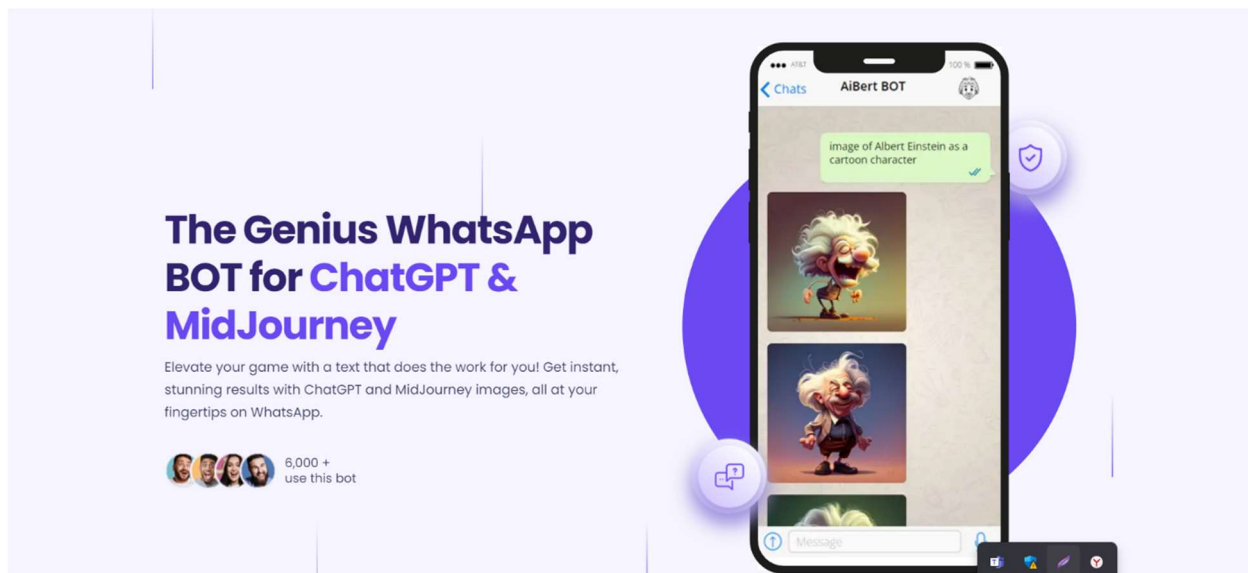 The Genius WhatsApp
BOT for ChatGPT &
MidJourney
Elevate your game with a text that does the work for you! Get instant,
stunning results with ChatGPT and MidJourney images, all at your
fingertips on WhatsApp.
6,000 +
use this bot
AT&T
100 %
Chats
AiBert BOT
image of Albert Einstein as a
cartoon character
Message